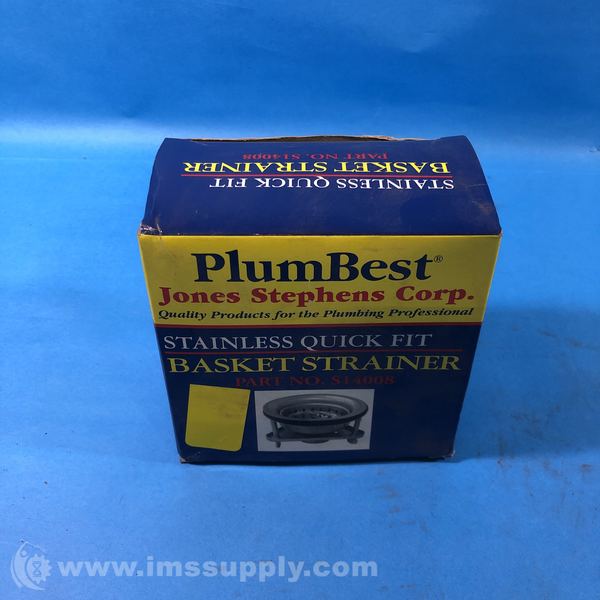 PART NO. S14008
BASKET STRAINER
STAINLESS QUICK FIT
PlumBest®
Jones Stephens Corp.
Quality Products for the Plumbing Professional
STAINLESS QUICK FIT
BASKET STRAINER
PART NO. S14008
www.imssupply.com